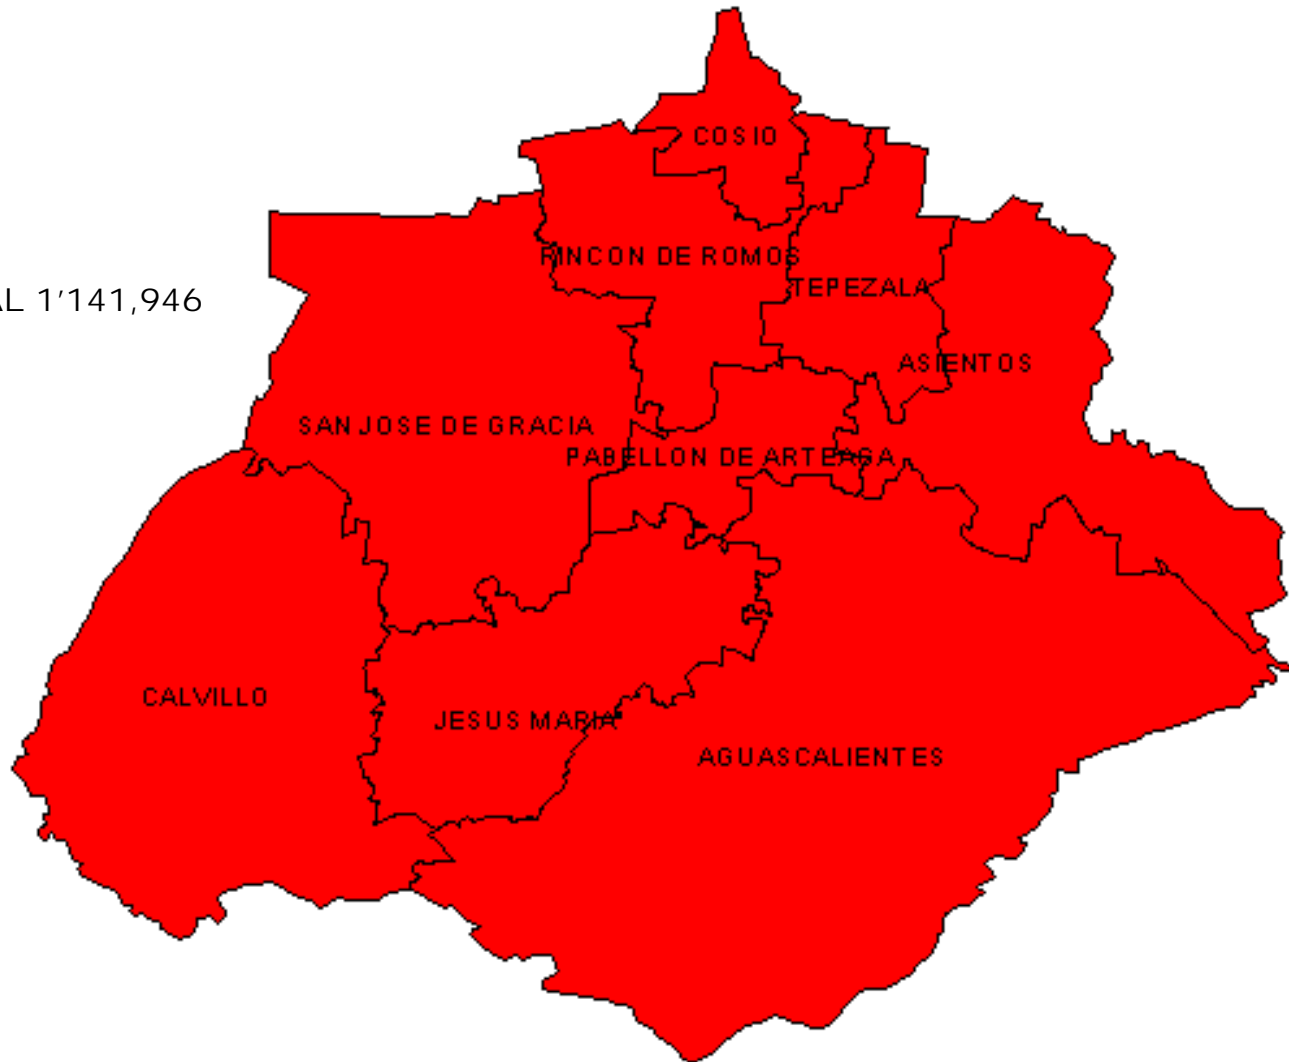 COSIO
RINCON DE ROMOS
TEPEZALA
AL 1'141,946
ASIENTOS
SAN JOSE DE GRACIA
PABELLON DE ARTEAGA
CALVILLO
JESUS MARIA
AGUASCALIENTES